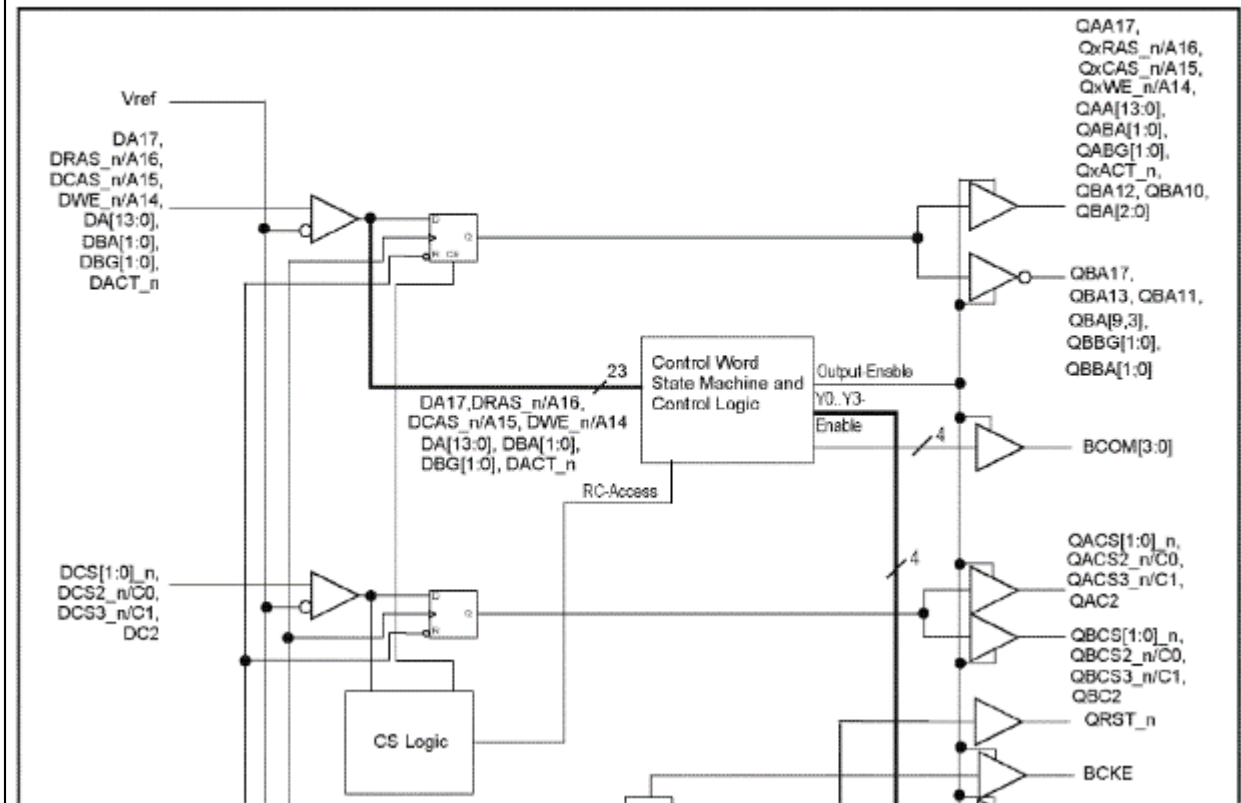 Vref
DA17,
DRAS_n/A16,
DCAS_n/A15,
DWE_n/A14,
DA[13:0],
DBA[1:0],
DBG[1:0],
DACT_n
D
Q
R CE
QAA17,
QxRAS_n/A16,
QxCAS_n/A15,
QxWE_n/A14,
QAA[13:0],
QABA[1:0],
QABG[1:0],
QxACT_n,
QBA12, QBA10,
QBA[2:0]
QBA17,
QBA13, QBA11,
QBA[9,3],
QBBG[1:0],
QBBA[1:0]
23
DA17,DRAS_n/A16,
DCAS_n/A15, DWE_n/A14
DA[13:0], DBA[1:0],
DBG[1:0], DACT_n
Control Word
State Machine and
Control Logic
Output-Enable
Y0..Y3-
Enable
4
BCOM[3:0]
RC-Access
4
DCS[1:0]_n,
DCS2_n/C0,
DCS3_n/C1,
DC2
D
Q
R
QACS[1:0]_n,
QACS2_n/C0,
QACS3_n/C1,
QAC2
QBCS[1:0]_n,
QBCS2_n/C0,
QBCS3_n/C1,
QBC2
CS Logic
QRST_n
BCKE